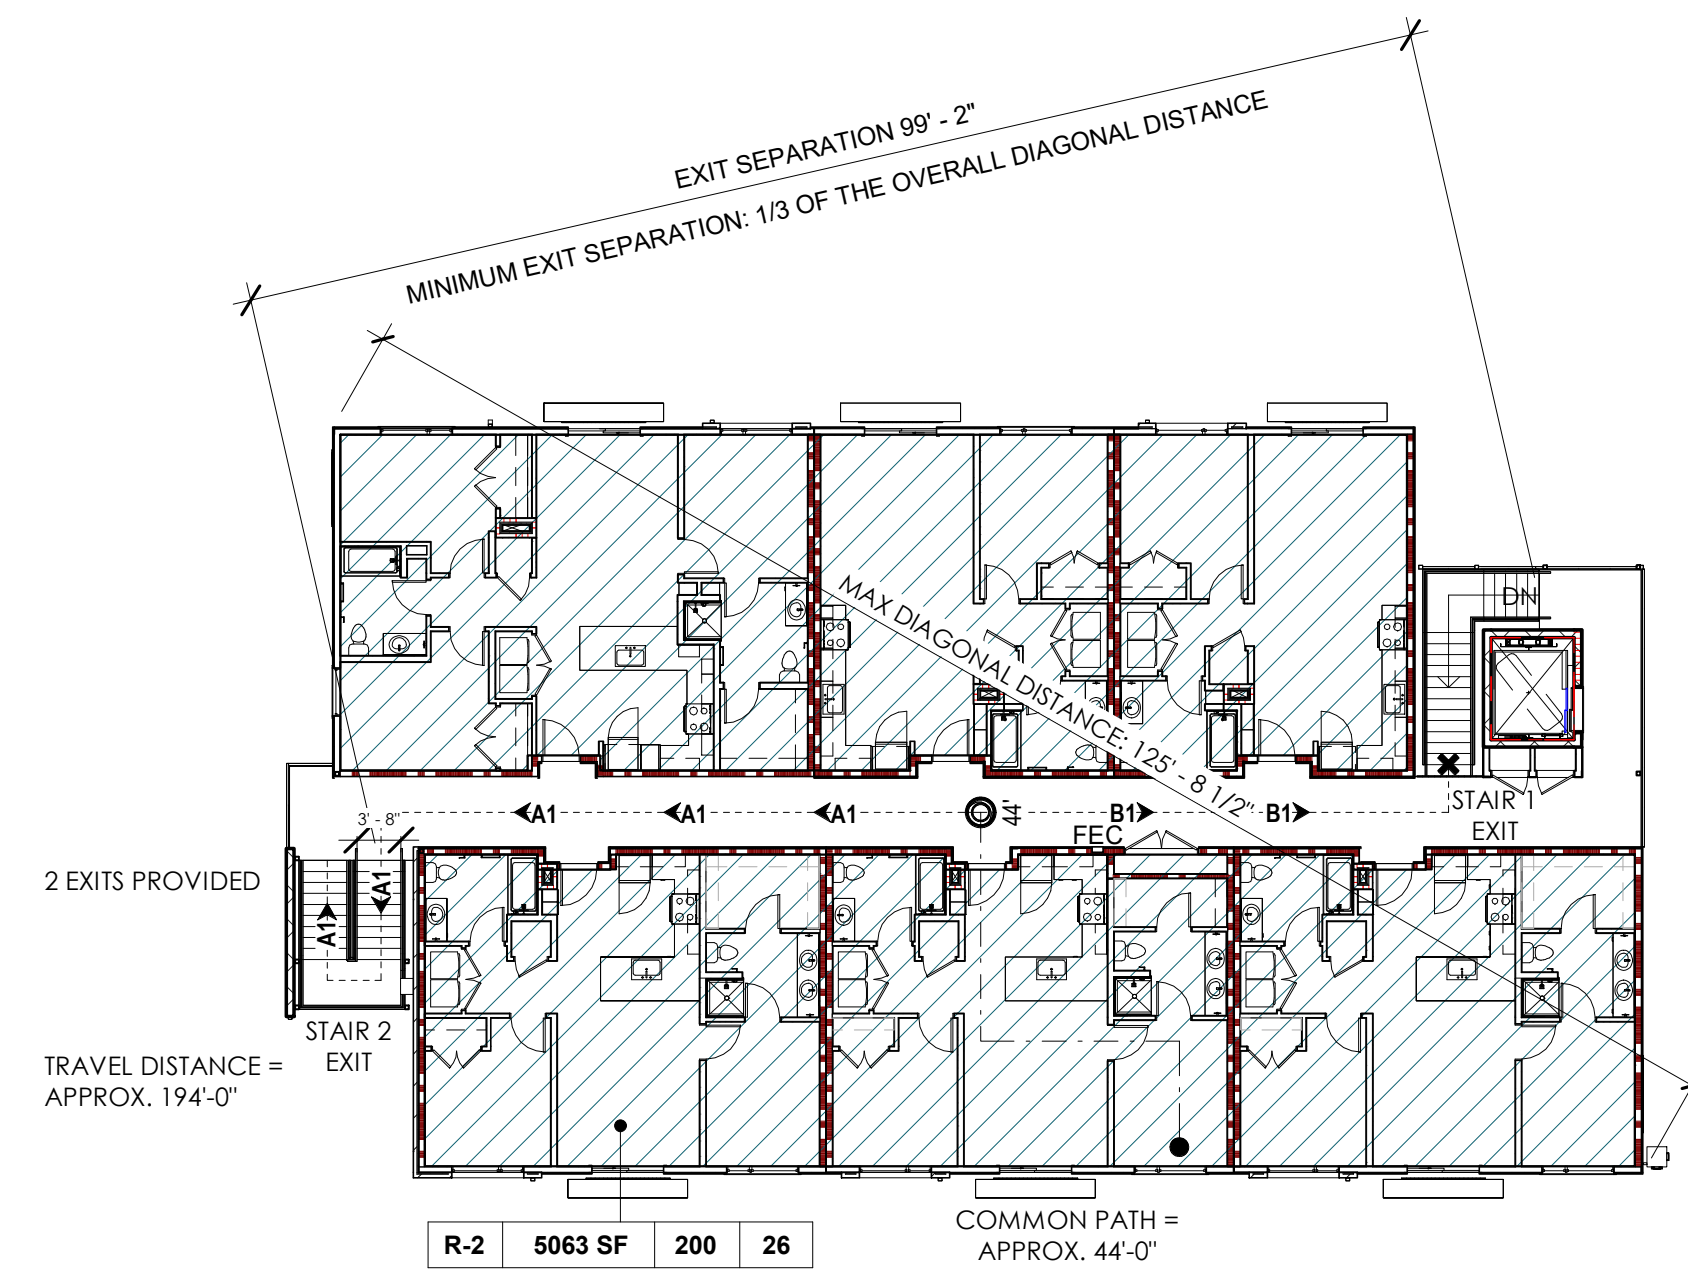 EXIT SEPARATION 99' - 2"
MINIMUM EXIT SEPARATION: 1/3 OF THE OVERALL DIAGONAL DISTANCE
MAX DIAGONAL DISTANCE: 125' - 8 1/2"
DN
STAIR 1
EXIT
A1
A1
A1
44'
B1
B1
FEC
3' - 8"
A1
A1
2 EXITS PROVIDED
STAIR 2
EXIT
TRAVEL DISTANCE =
APPROX. 194'-0"
R-2 5063 SF 200 26
COMMON PATH =
APPROX. 44'-0"